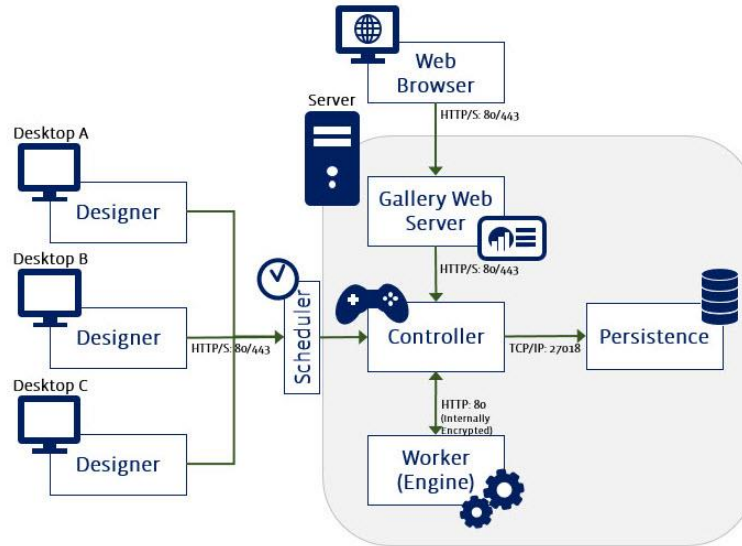 Web
Browser
Server
HTTP/S: 80/443
Desktop A
Designer
Gallery Web
Server
HTTP/S: 80/443
Desktop B
Designer
HTTP/S: 80/443
Scheduler
Controller
TCP/IP: 27018
Persistence
Desktop C
Designer
HTTP: 80
(Internally
Encrypted)
Worker
(Engine)